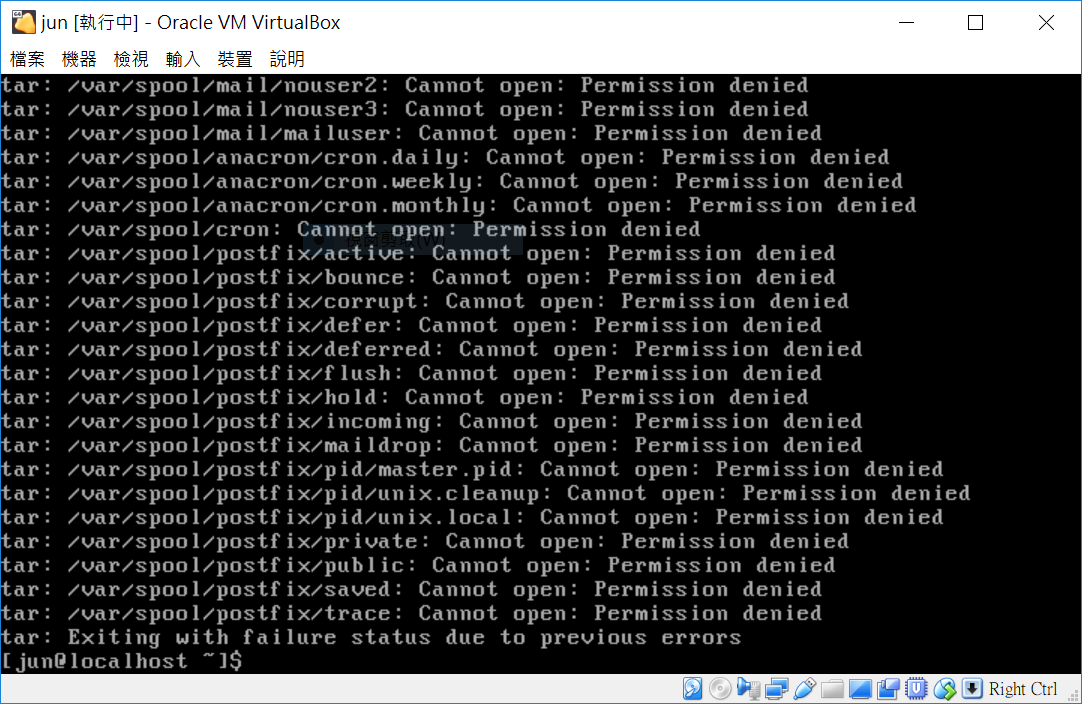 jun [執行中] - Oracle VM VirtualBox
檔案 機器 檢視 輸入 裝置 說明
tar: /var/spool/mail/nouser2: Cannot open: Permission denied
tar: /var/spool/mail/nouser3: Cannot open: Permission denied
tar: /var/spool/mail/mailuser: Cannot open: Permission denied
tar: /var/spool/anacron/cron.daily: Cannot open: Permission denied
tar: /var/spool/anacron/cron.weekly: Cannot open: Permission denied
tar: /var/spool/anacron/cron.monthly: Cannot open: Permission denied
tar: /var/spool/cron: Cannot open: Permission denied
視窗剪取(W)
tar: /var/spool/postfix/active: Cannot open: Permission denied
tar: /var/spool/postfix/bounce: Cannot open: Permission denied
tar: /var/spool/postfix/corrupt: Cannot open: Permission denied
tar: /var/spool/postfix/defer: Cannot open: Permission denied
tar: /var/spool/postfix/deferred: Cannot open: Permission denied
tar: /var/spool/postfix/flush: Cannot open: Permission denied
tar: /var/spool/postfix/hold: Cannot open: Permission denied
tar: /var/spool/postfix/incoming: Cannot open: Permission denied
tar: /var/spool/postfix/maildrop: Cannot open: Permission denied
tar: /var/spool/postfix/pid/master.pid: Cannot open: Permission denied
tar: /var/spool/postfix/pid/unix.cleanup: Cannot open: Permission denied
tar: /var/spool/postfix/pid/unix.local: Cannot open: Permission denied
tar: /var/spool/postfix/private: Cannot open: Permission denied
tar: /var/spool/postfix/public: Cannot open: Permission denied
tar: /var/spool/postfix/saved: Cannot open: Permission denied
tar: /var/spool/postfix/trace: Cannot open: Permission denied
tar: Exiting with failure status due to previous errors
[jun@localhost ~]$
Right Ctrl